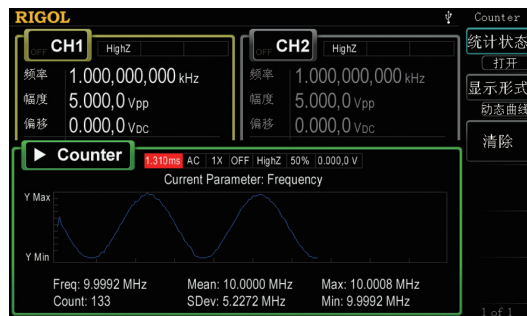 RIGOL
Counter
OFF CH1 HighZ
频率 1.000,000,000 kHz
幅度 5.000,0 Vpp
偏移 0.000,0 VDC
OFF CH2 HighZ
频率 1.000,000,000 kHz
幅度 5.000,0 Vpp
偏移 0.000,0 VDC
统计状态
打开
显示形式
动态曲线
清除
Counter 1.310ms AC 1X OFF HighZ 50% 0.000,0 V
Current Parameter: Frequency
Y Max
Y Min
Freq: 9.9992 MHz Mean: 10.0000 MHz Max: 10.0008 MHz
Count: 133 SDev: 5.2272 MHz Min: 9.9992 MHz
1 of 1